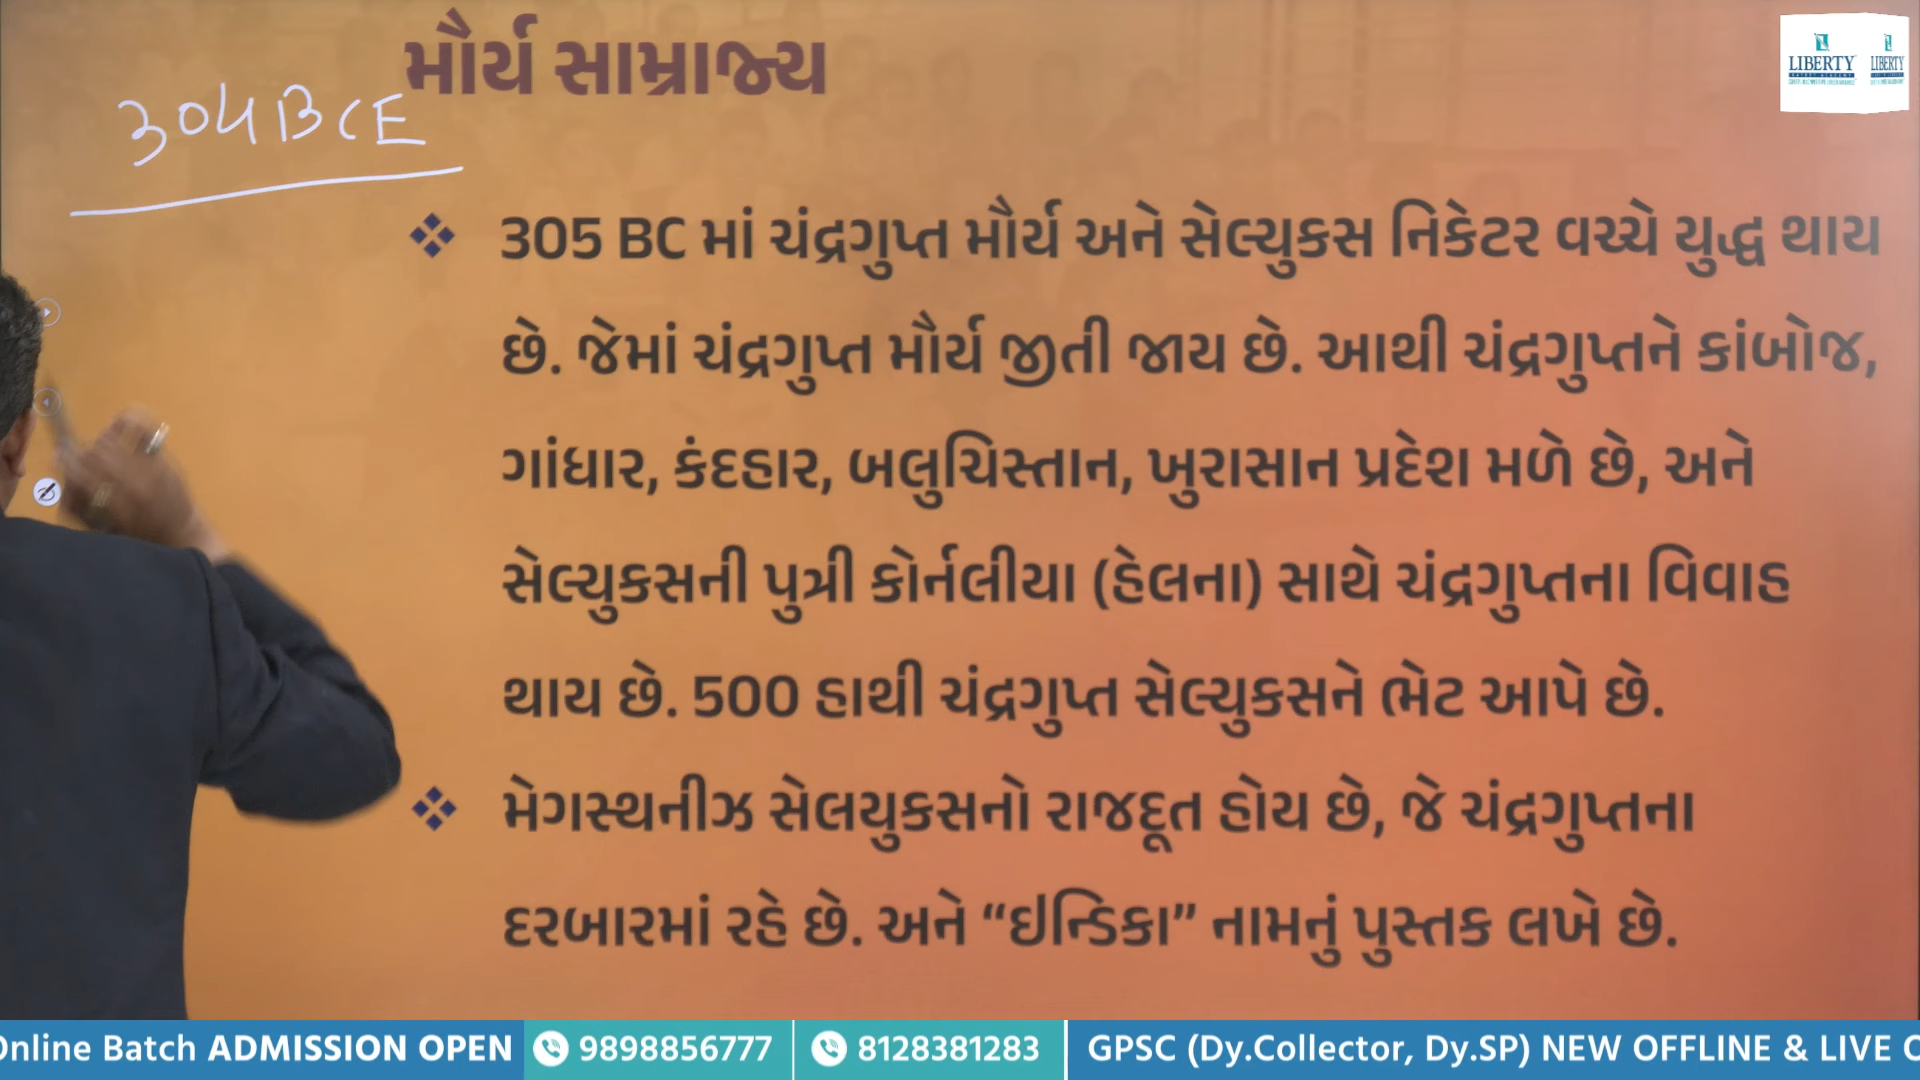 મૌર્ય સામ્રાજ્ય
LIBERTY
LIBERTY
304 BCE
305 BC માં ચંદ્રગુપ્ત મૌર્ય અને સેલ્યુકસ નિકેટર વચ્ચે યુદ્ધ થાય
છે. જેમાં ચંદ્રગુપ્ત મૌર્ય જીતી જાય છે. આથી ચંદ્રગુપ્તને કાંબોજ,
ગાંધાર, કંદહાર, બલુચિસ્તાન, ખુરાસાન પ્રદેશ મળે છે, અને
સેલ્યુકસની પુત્રી કોર્નલીયા (હેલના) સાથે ચંદ્રગુપ્તના વિવાહ
થાય છે. 500 હાથી ચંદ્રગુપ્ત સેલ્યુકસને ભેટ આપે છે.
મેગસ્થનીઝ સેલયુકસનો રાજદૂત હોય છે, જે ચંદ્રગુપ્તના
દરબારમાં રહે છે. અને “ઇન્ડિકા” નામનું પુસ્તક લખે છે.
Online Batch ADMISSION OPEN 9898856777 8128381283 GPSC (Dy.Collector, Dy.SP) NEW OFFLINE & LIVE